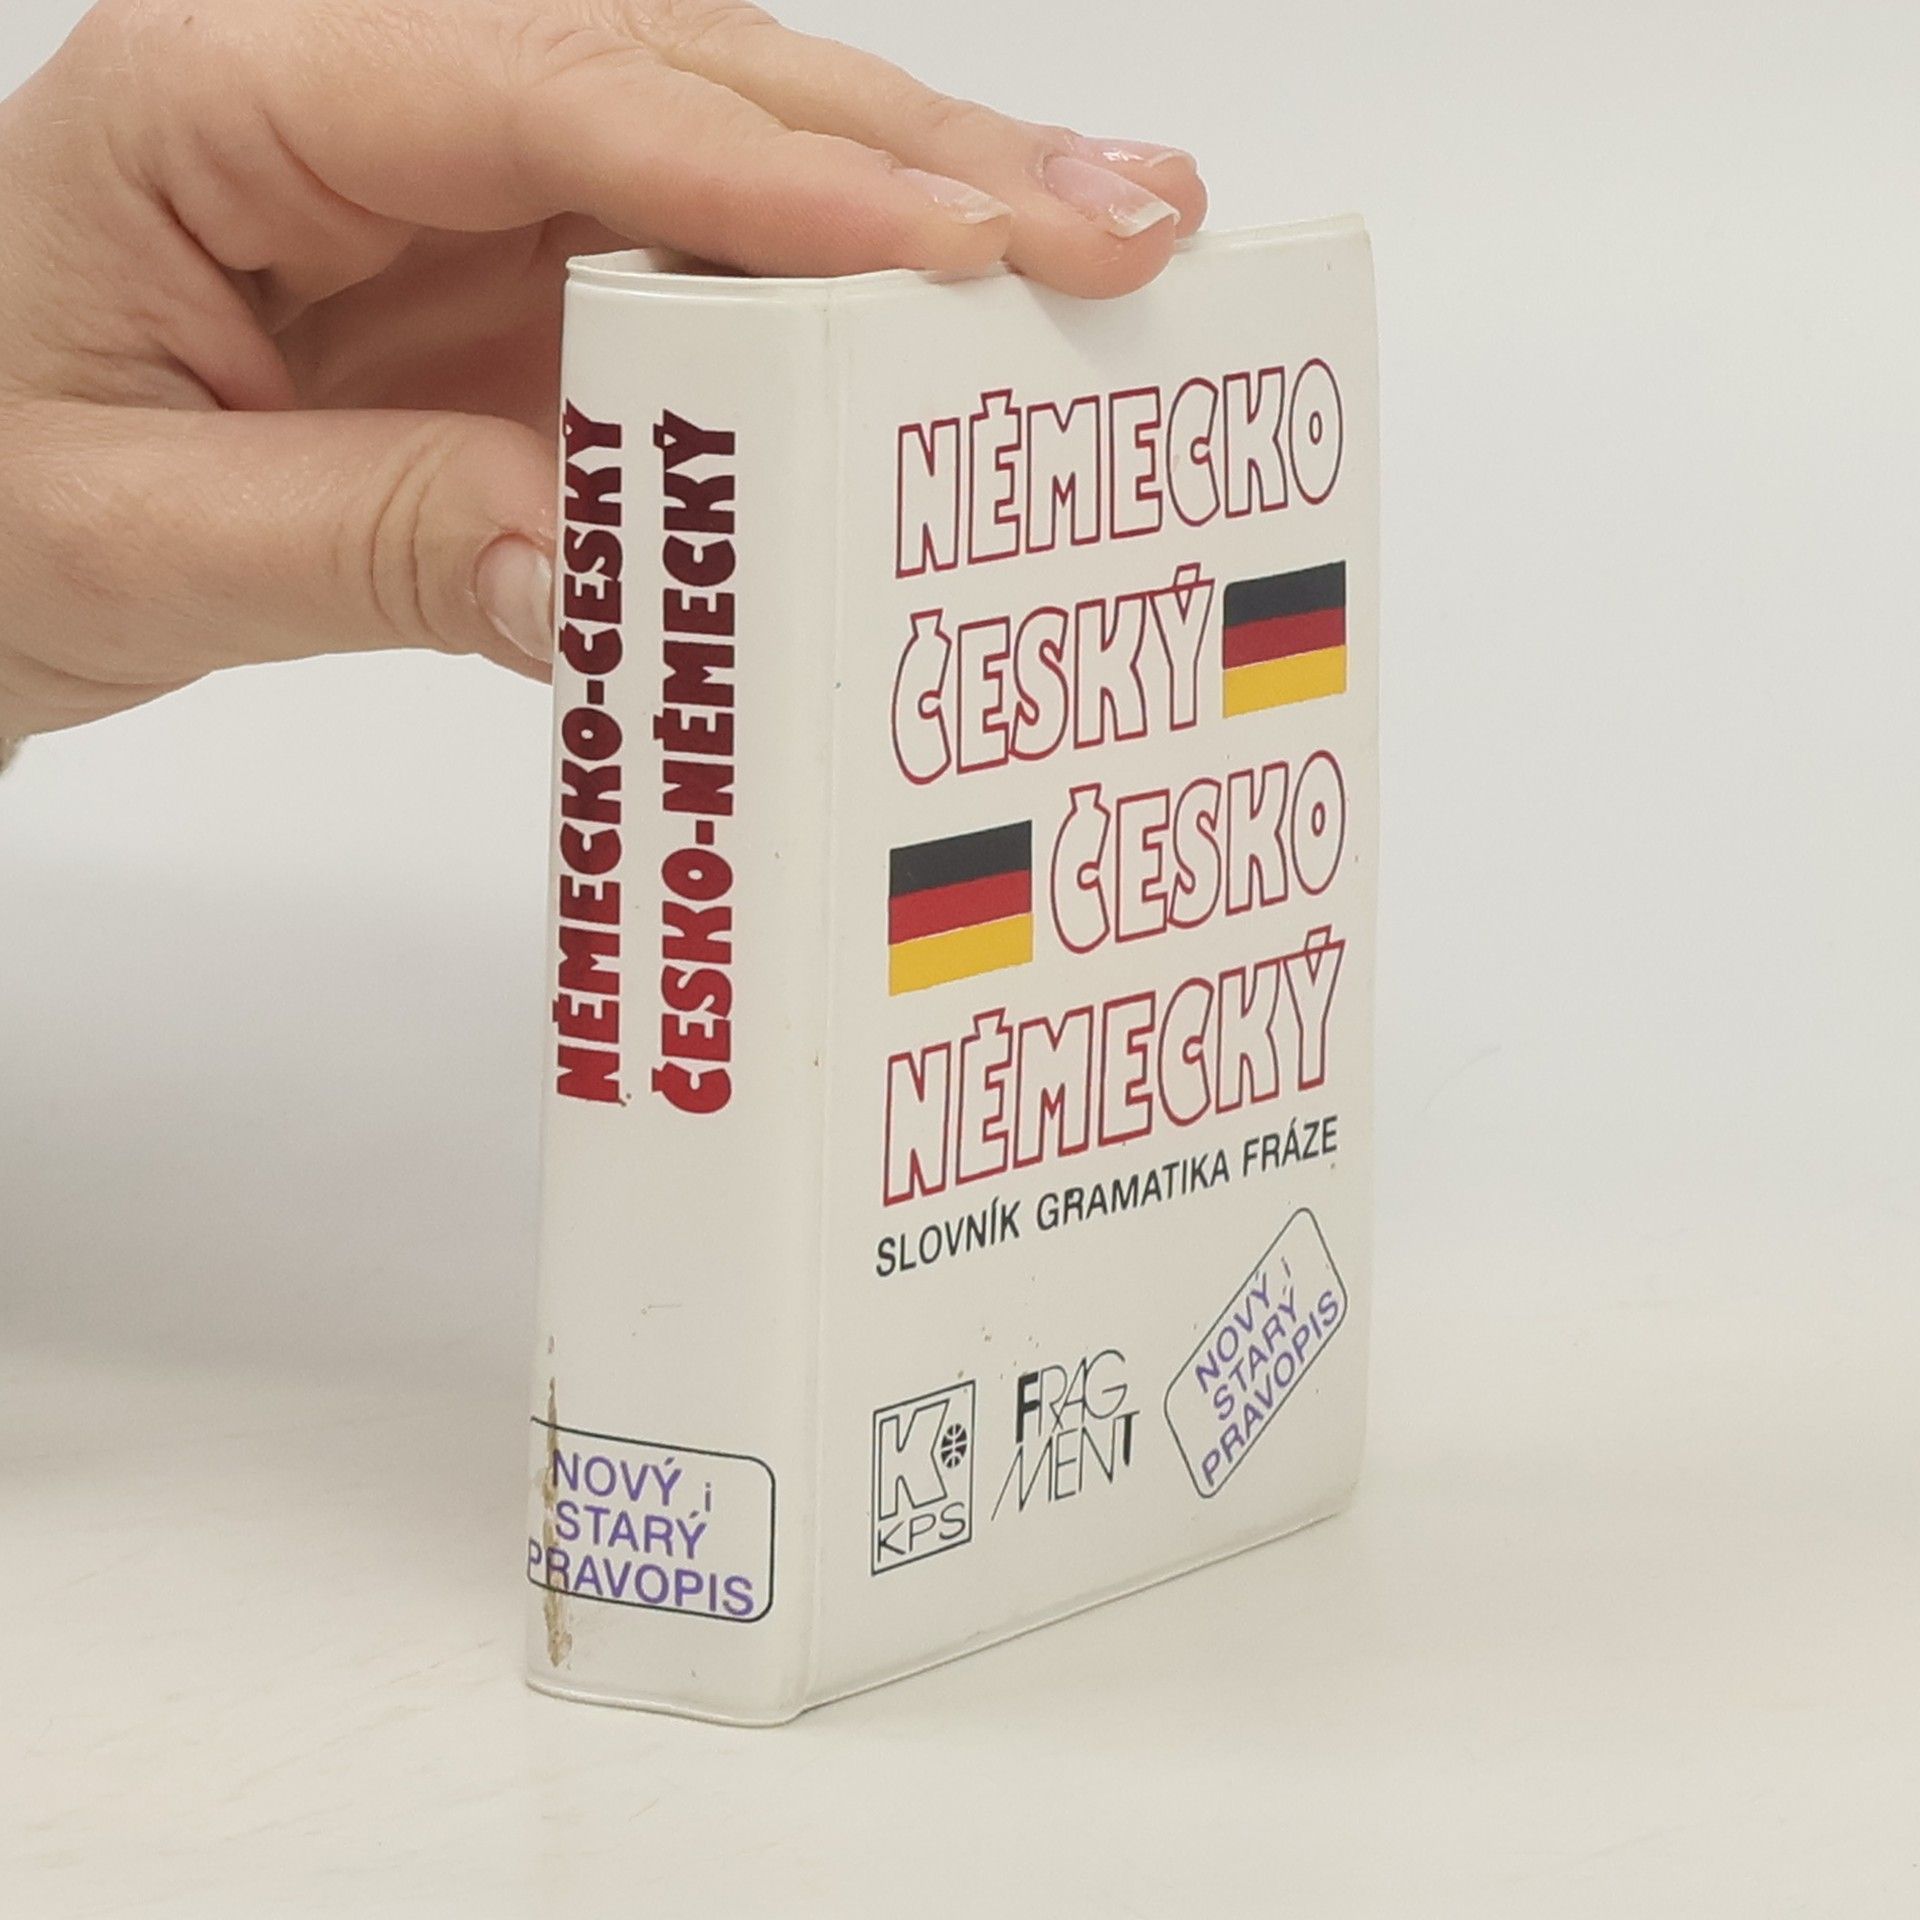 NĚMECKO-ČESKÝ
ČESKO-NĚMECKÝ
NOVÝ i
STARÝ
PRAVOPIS
NĚMECKO
ČESKÝ
ČESKO
NĚMECKÝ
SLOVNÍK GRAMATIKA FRÁZE
K
KPS
FRAG
MENT
NOVÝ i
STARÝ
PRAVOPIS